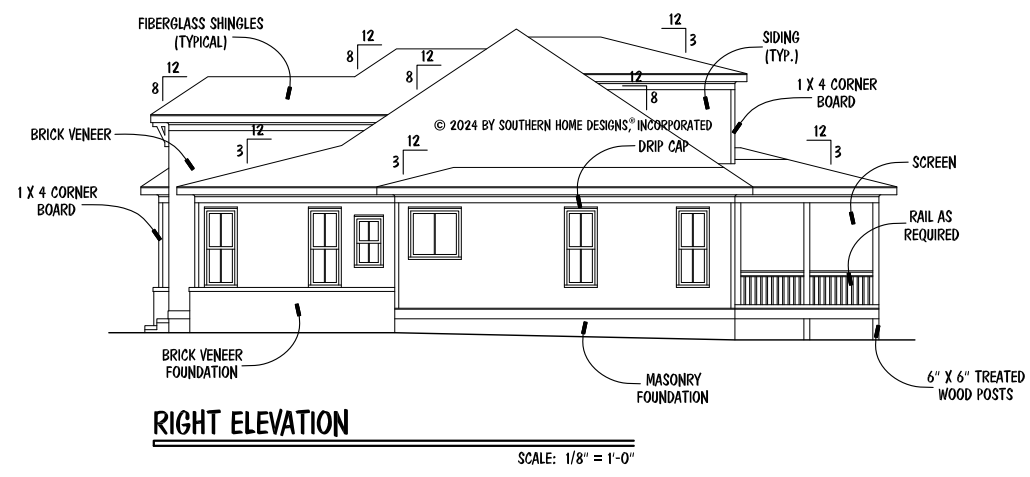 12
3
FIBERGLASS SHINGLES
(TYPICAL)
12
8
SIDING
(TYP.)
12
8
12
8
12
8
1 X 4 CORNER
BOARD
© 2024 BY SOUTHERN HOME DESIGNS,® INCORPORATED
BRICK VENEER
12
3
12
3
DRIP CAP
12
3
SCREEN
1 X 4 CORNER
BOARD
RAIL AS
REQUIRED
BRICK VENEER
FOUNDATION
MASONRY
FOUNDATION
6" X 6" TREATED
WOOD POSTS
RIGHT ELEVATION
SCALE: 1/8" = 1'-0"